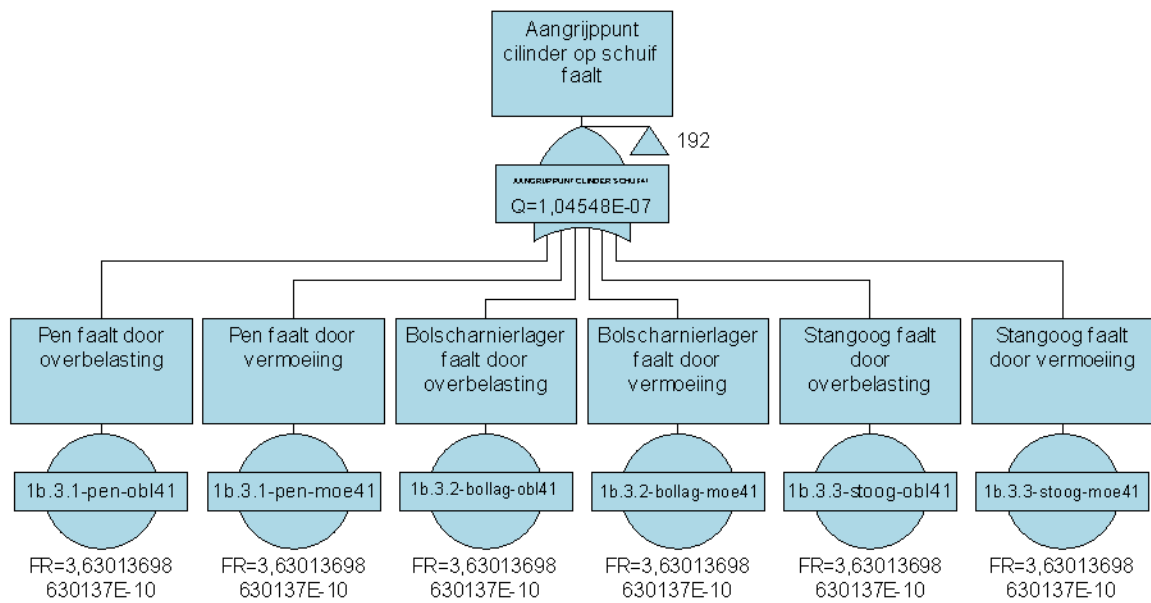 Aangrijppunt
cilinder op schuif
faalt
192
Q=1,04548E-07
Pen faalt door
overbelasting
Pen faalt door
vermoeiing
Bolscharnierlager
faalt door
overbelasting
Bolscharnierlager
faalt door
vermoeiing
Stangoog faalt
door
overbelasting
Stangoog faalt
door vermoeiing
1b.3.1-pen-obl41
1b.3.1-pen-moe41
1b.3.2-bollag-obl41
1b.3.2-bollag-moe41
1b.3.3-stoog-obl41
1b.3.3-stoog-moe41
FR=3,63013698
630137E-10
FR=3,63013698
630137E-10
FR=3,63013698
630137E-10
FR=3,63013698
630137E-10
FR=3,63013698
630137E-10
FR=3,63013698
630137E-10